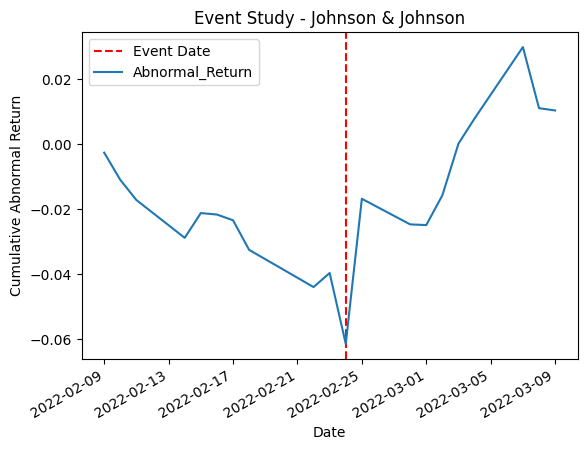 Event Study - Johnson & Johnson
Event Date
Abnormal_Return
Cumulative Abnormal Return
0.02
0.00
−0.02
−0.04
−0.06
2022-02-09
2022-02-13
2022-02-17
2022-02-21
2022-02-25
2022-03-01
2022-03-05
2022-03-09
Date